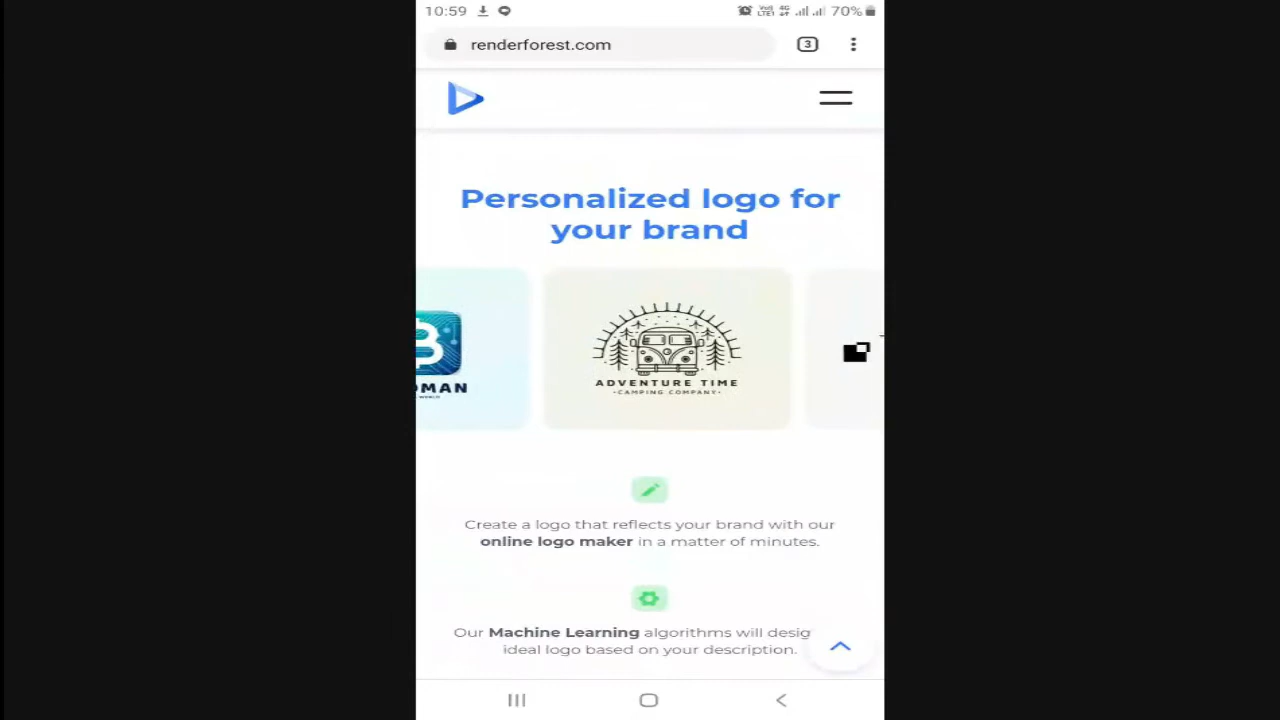 10:59
VoLTE1 4G 70%
renderforest.com
3
Personalized logo for
your brand
MAN
ADVENTURE TIME
·CAMPING COMPANY·
Create a logo that reflects your brand with our
online logo maker in a matter of minutes.
Our Machine Learning algorithms will desig
ideal logo based on your description.